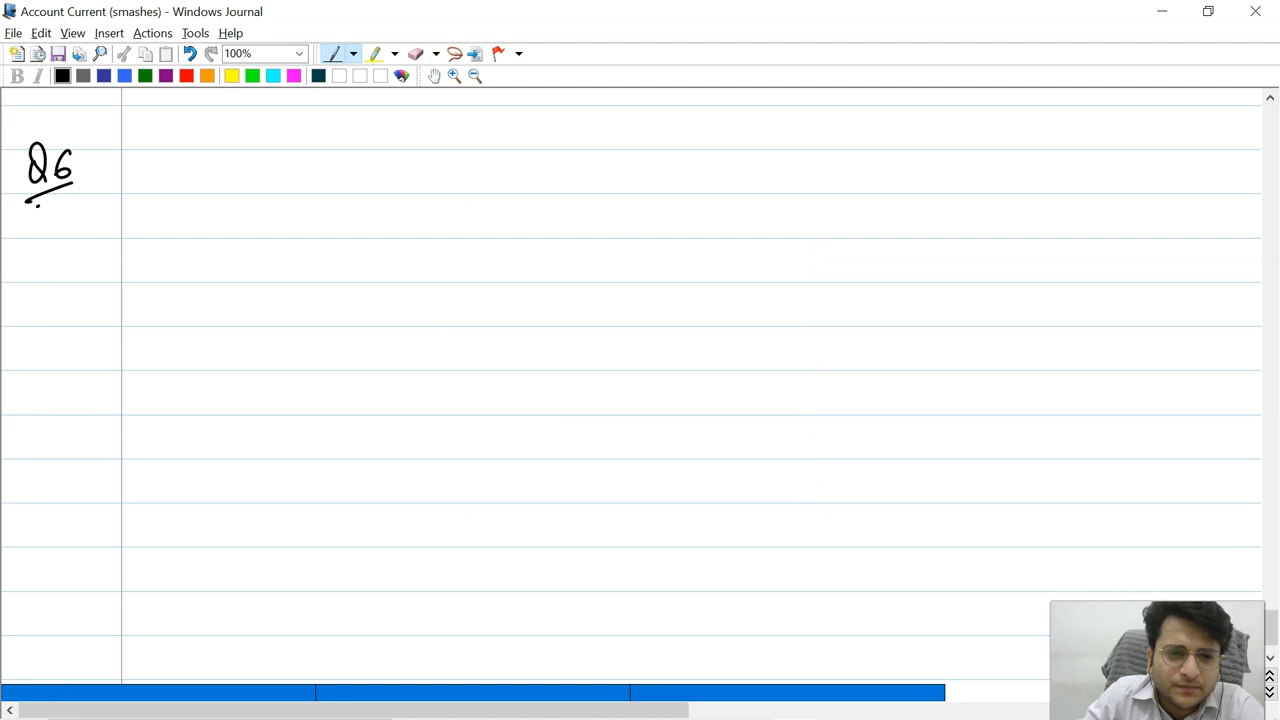 Account Current (smashes) - Windows Journal
File Edit View Insert Actions Tools Help
100%
B I
Q6